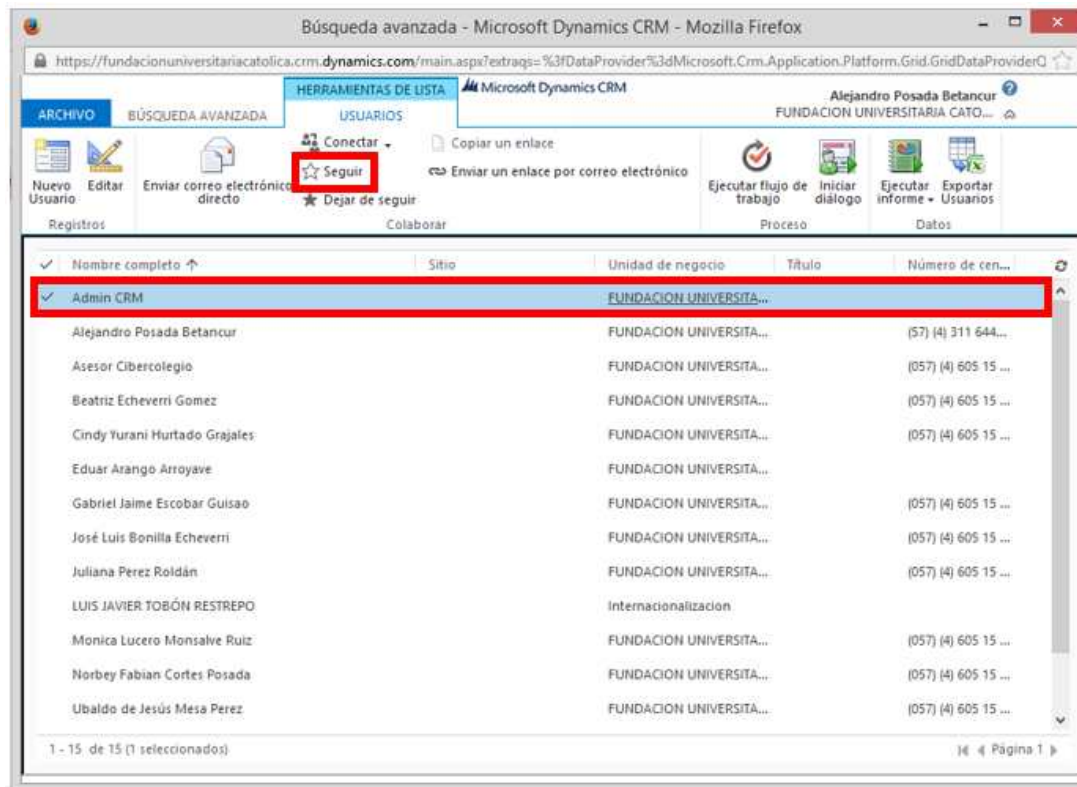 Búsqueda avanzada - Microsoft Dynamics CRM - Mozilla Firefox
https://fundacionuniversitariacatolica.crm.dynamics.com/main.aspx?extraqs=%3fDataProvider%3dMicrosoft.Crm.Application.Platform.Grid.GridDataProviderQ
HERRAMIENTAS DE LISTA Microsoft Dynamics CRM Alejandro Posada Betancur
ARCHIVO BÚSQUEDA AVANZADA USUARIOS FUNDACION UNIVERSITARIA CATO...
Nuevo Usuario
Editar
Registros
Enviar correo electrónico directo
Conectar
Seguir
Dejar de seguir
Copiar un enlace
Enviar un enlace por correo electrónico
Colaborar
Ejecutar flujo de trabajo
Iniciar diálogo
Proceso
Ejecutar informe
Exportar Usuarios
Datos
Nombre completo Sitio Unidad de negocio Título Número de cen...
Admin CRM FUNDACION UNIVERSITA...
Alejandro Posada Betancur FUNDACION UNIVERSITA... (57) (4) 311 644...
Asesor Cibercolegio FUNDACION UNIVERSITA... (057) (4) 605 15 ...
Beatriz Echeverri Gomez FUNDACION UNIVERSITA... (057) (4) 605 15 ...
Cindy Yurani Hurtado Grajales FUNDACION UNIVERSITA... (057) (4) 605 15 ...
Eduar Arango Arroyave FUNDACION UNIVERSITA...
Gabriel Jaime Escobar Guisao FUNDACION UNIVERSITA... (057) (4) 605 15 ...
José Luis Bonilla Echeverri FUNDACION UNIVERSITA... (057) (4) 605 15 ...
Juliana Perez Roldán FUNDACION UNIVERSITA... (057) (4) 605 15 ...
LUIS JAVIER TOBÓN RESTREPO Internacionalizacion
Monica Lucero Monsalve Ruiz FUNDACION UNIVERSITA... (057) (4) 605 15 ...
Norbey Fabian Cortes Posada FUNDACION UNIVERSITA... (057) (4) 605 15 ...
Ubaldo de Jesús Mesa Perez FUNDACION UNIVERSITA... (057) (4) 605 15 ...
1 - 15 de 15 (1 seleccionados) Página 1